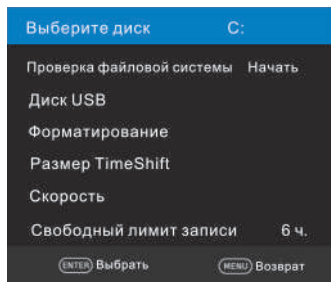 Выберите диск C:
Проверка файловой системы Начать
Диск USB
Форматирование
Размер TimeShift
Скорость
Свободный лимит записи 6 ч.
ENTER Выбрать MENU Возврат